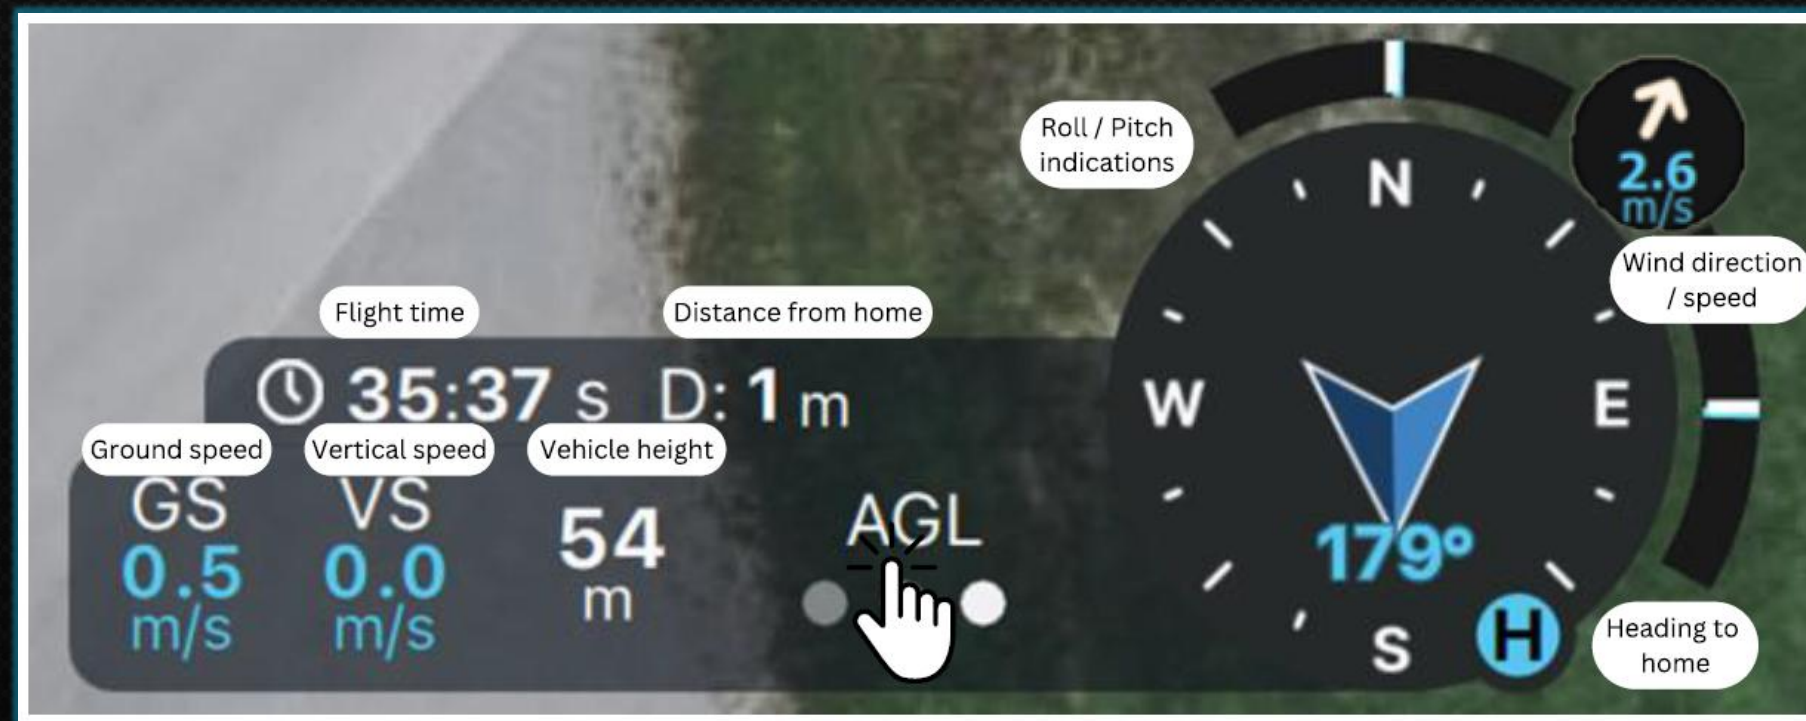 Roll / Pitch
indications
N
2.6
m/s
Wind direction
/ speed
Flight time
Distance from home
35:37 s D: 1 m
W
E
Ground speed
Vertical speed
Vehicle height
GS
0.5
m/s
VS
0.0
m/s
54
m
AGL
179°
S
H
Heading to
home